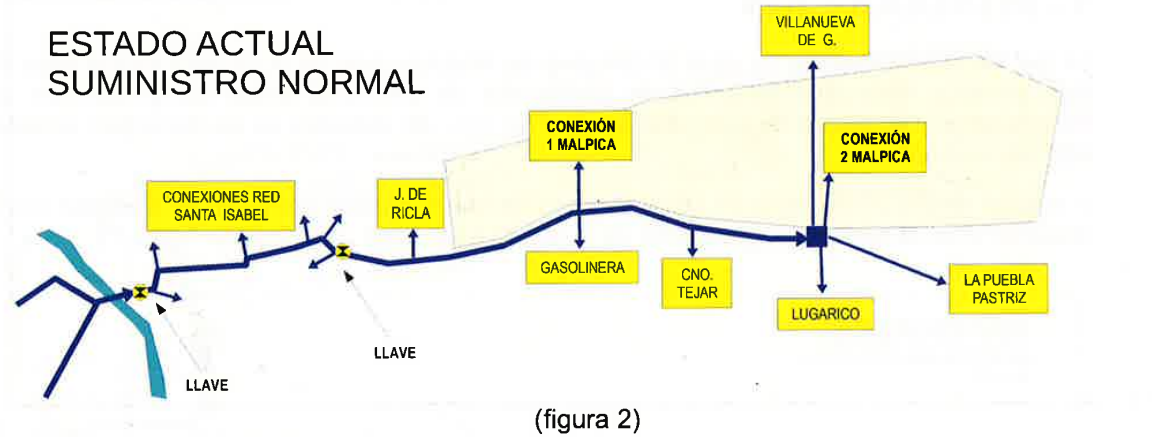 ESTADO ACTUAL
SUMINISTRO NORMAL
VILLANUEVA
DE G.
CONEXIÓN
1 MALPICA
CONEXIÓN
2 MALPICA
CONEXIONES RED
SANTA ISABEL
J. DE
RICLA
GASOLINERA
CNO.
TEJAR
LA PUEBLA
PASTRIZ
LUGARICO
LLAVE
LLAVE
(figura 2)